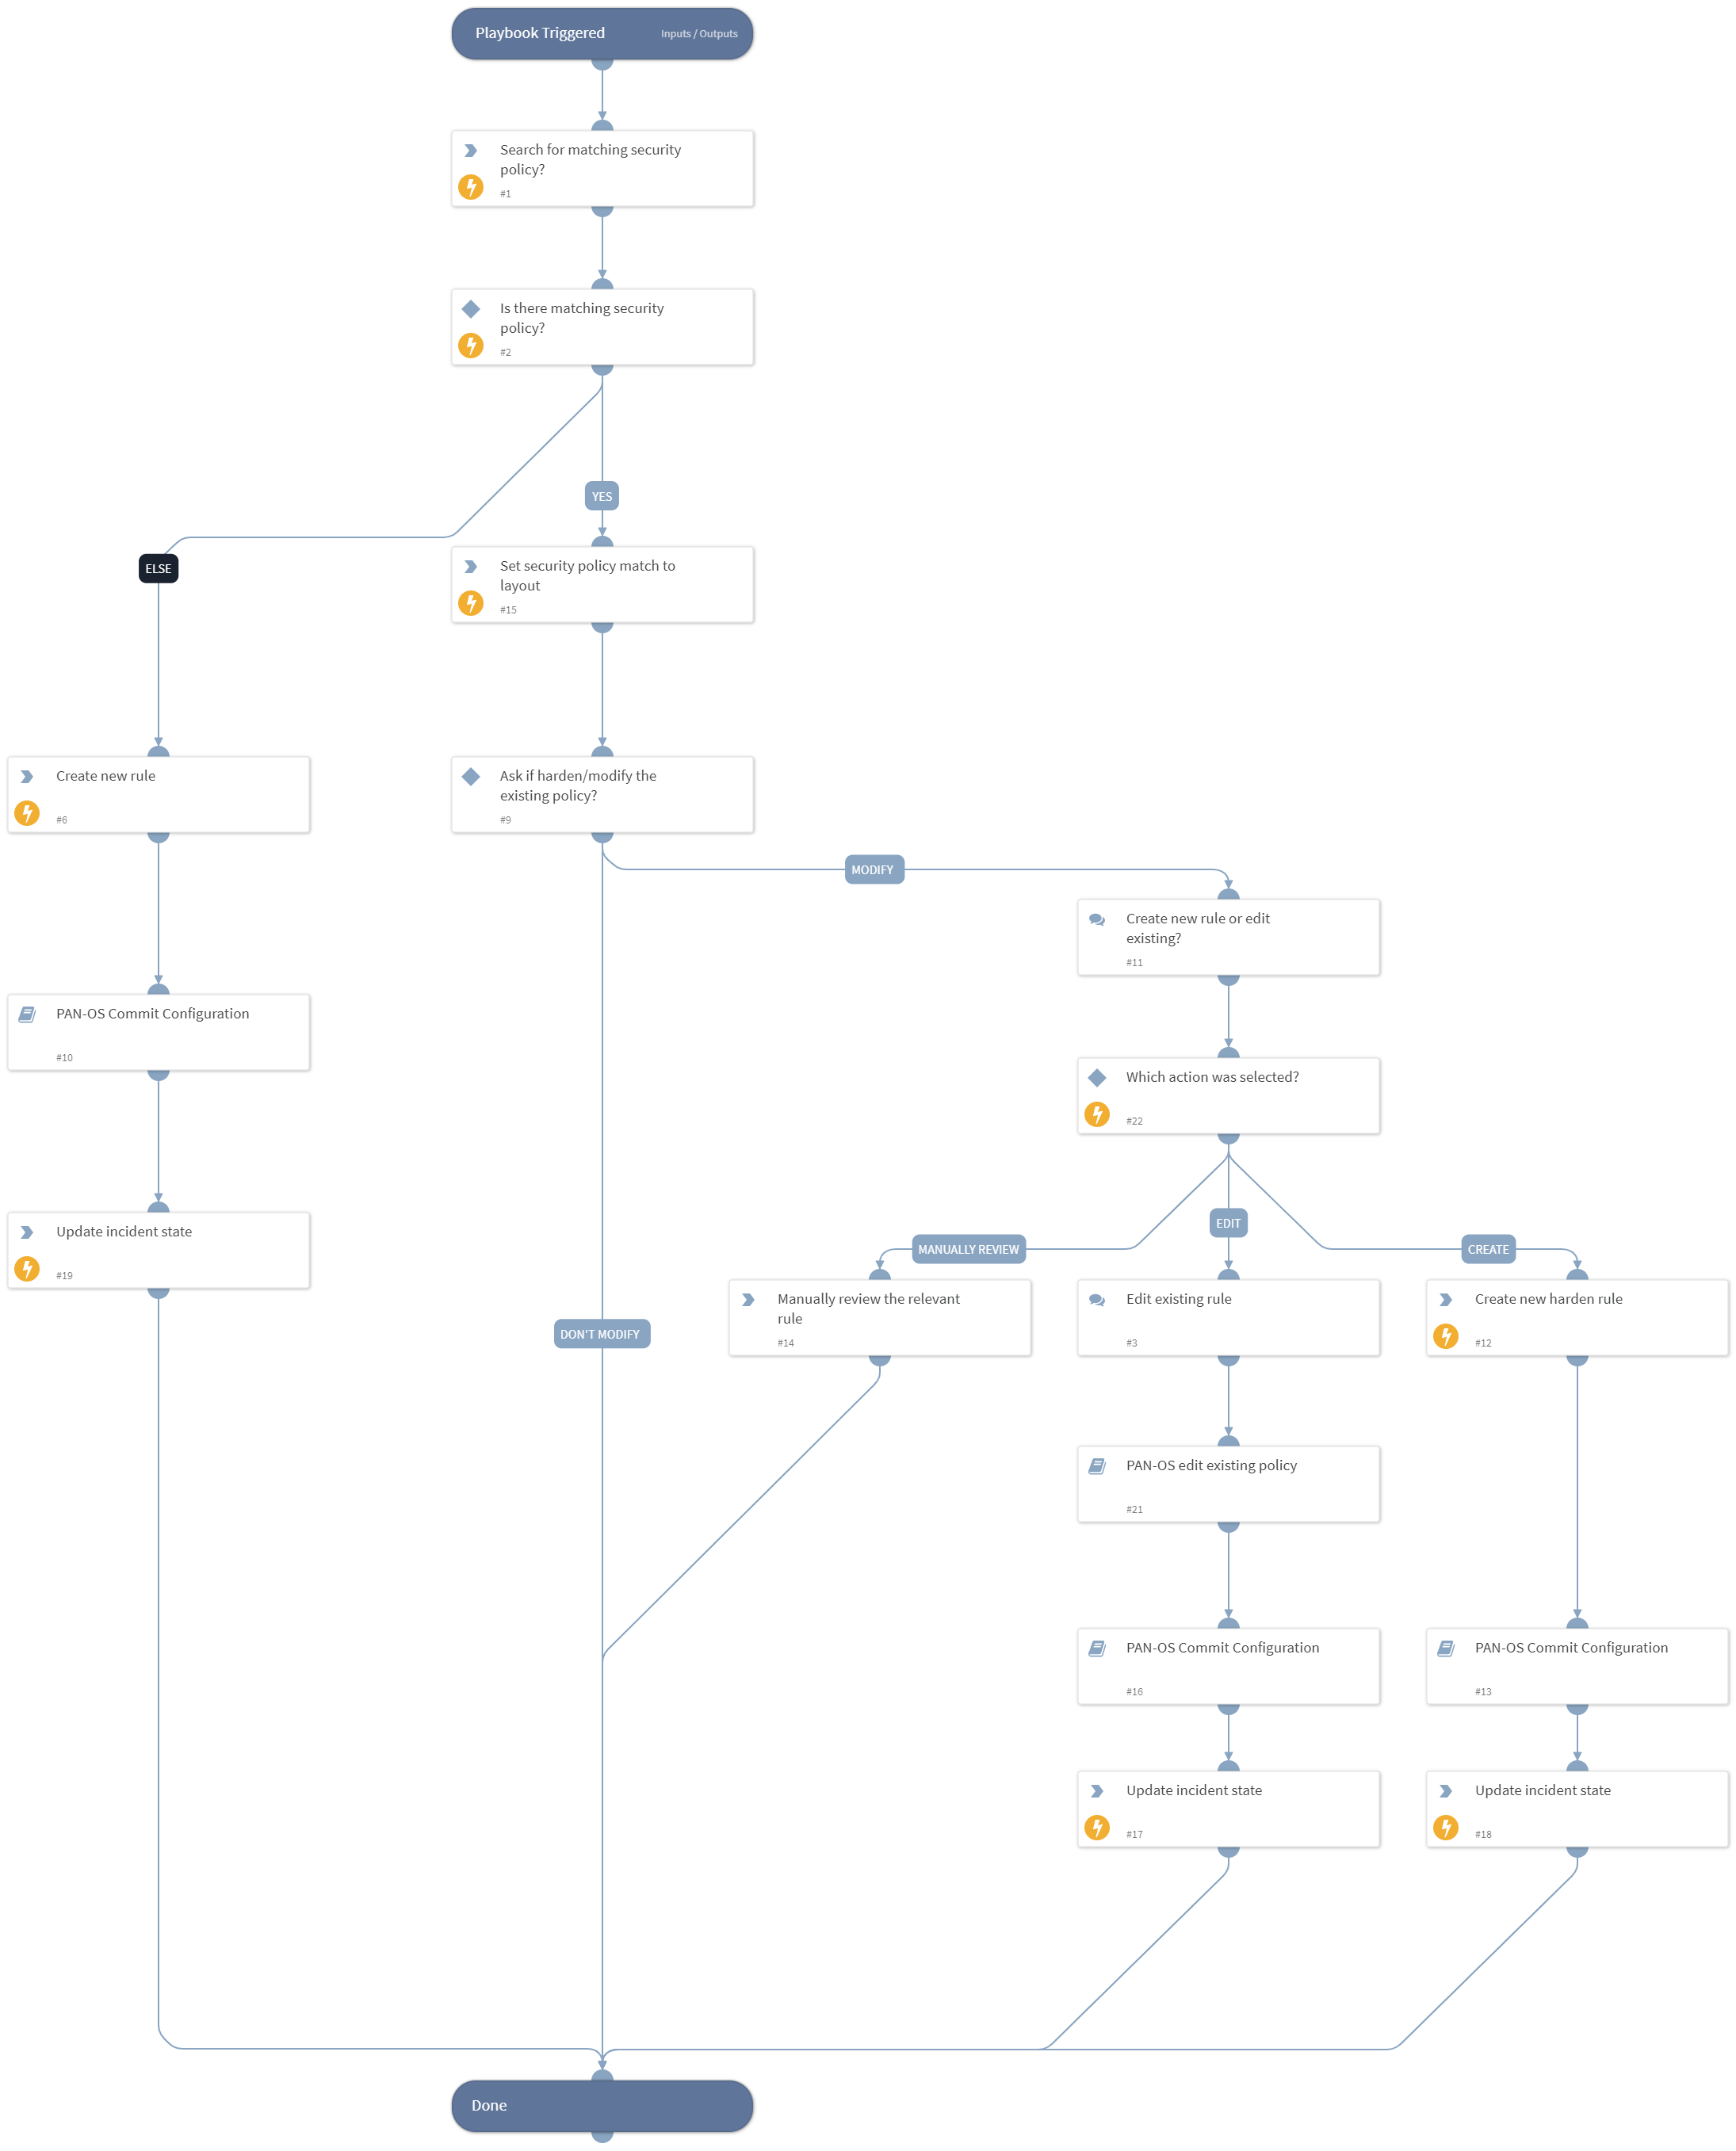 Playbook Triggered
Inputs / Outputs
Search for matching security
policy?
#1
Is there matching security
policy?
#2
YES
ELSE
Set security policy match to
layout
#15
Create new rule
#6
Ask if harden/modify the
existing policy?
#9
MODIFY
Create new rule or edit
existing?
#11
PAN-OS Commit Configuration
#10
Which action was selected?
#22
Update incident state
#19
EDIT
MANUALLY REVIEW
CREATE
DON'T MODIFY
Manually review the relevant
rule
#14
Edit existing rule
#3
Create new harden rule
#12
PAN-OS edit existing policy
#21
PAN-OS Commit Configuration
#16
PAN-OS Commit Configuration
#13
Update incident state
#17
Update incident state
#18
Done